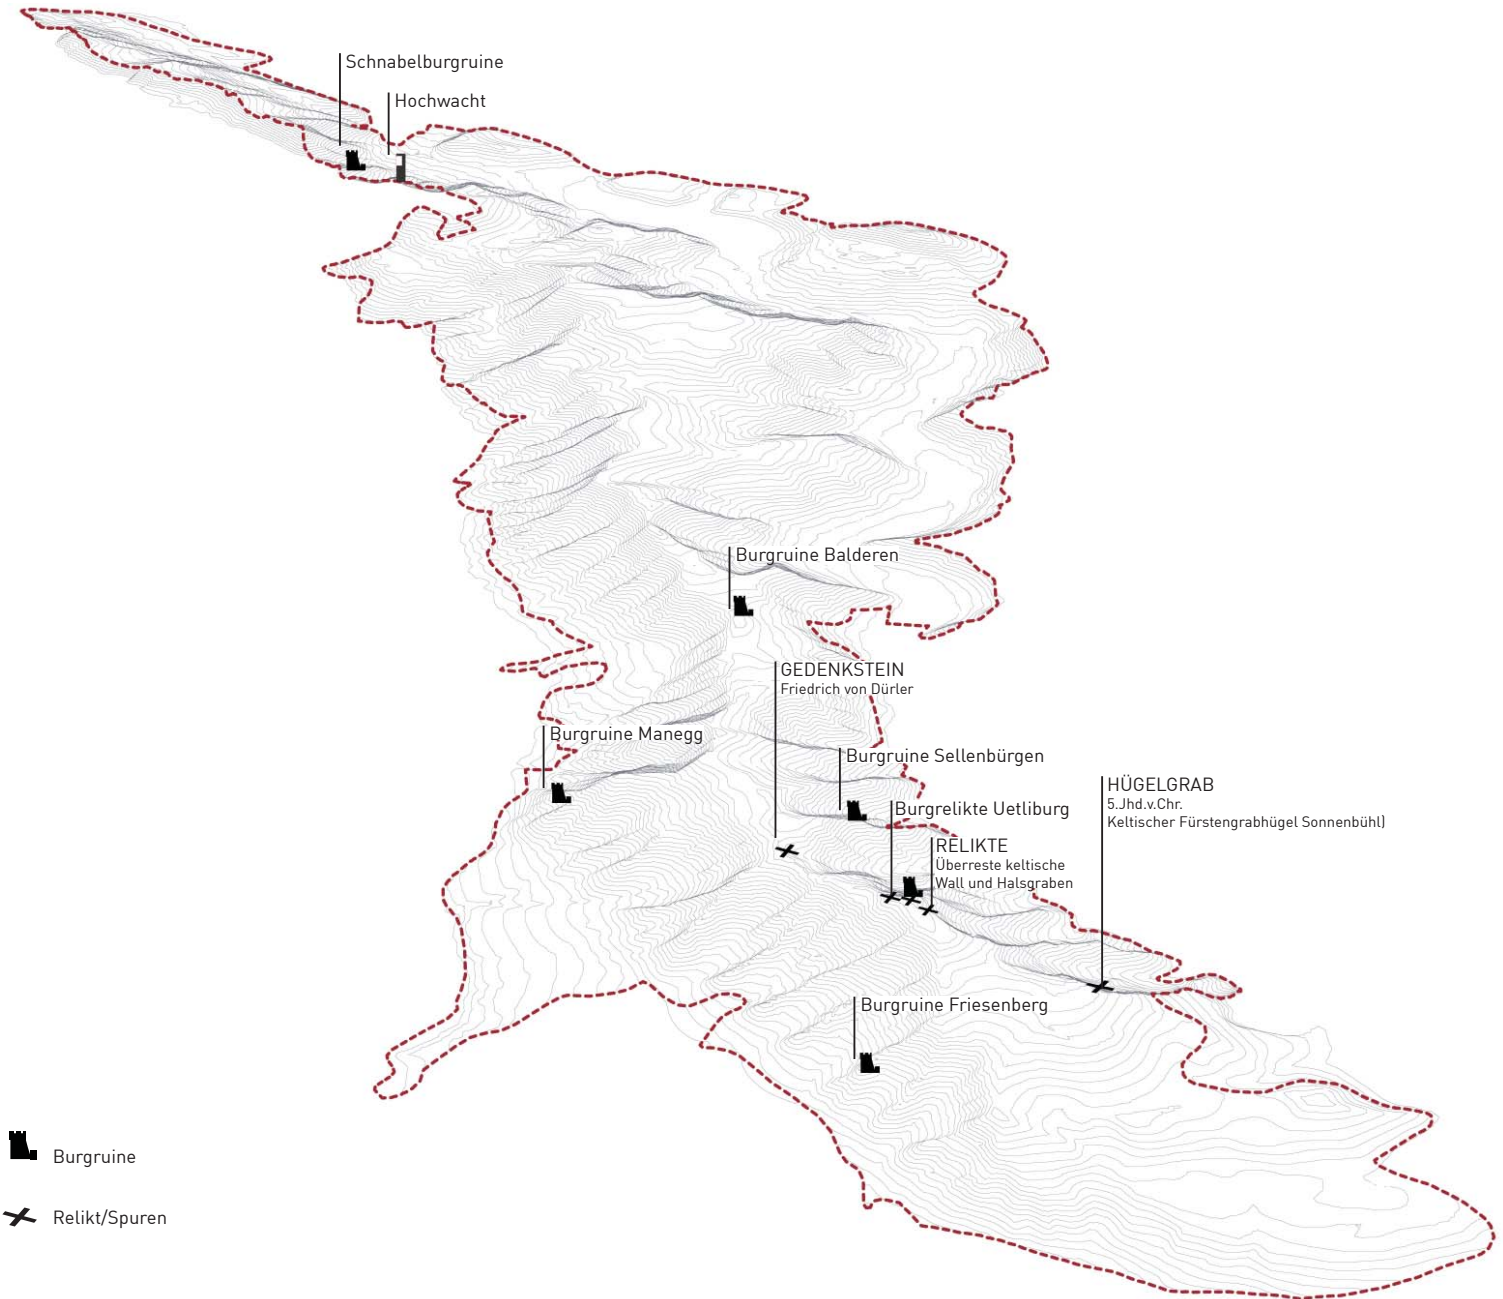 Schnabelburgruine
Hochwacht
Burgruine Balderen
GEDENKSTEIN
Friedrich von Dürler
Burgruine Manegg
Burgruine Sellenbürgen
HÜGELGRAB
5.Jhd.v.Chr.
Keltischer Fürstengrabhügel Sonnenbühl)
Burgrelikte Uetliburg
RELIKTE
Überreste keltische
Wall und Halsgraben
Burgruine Friesenberg
Burgruine
Relikt/Spuren